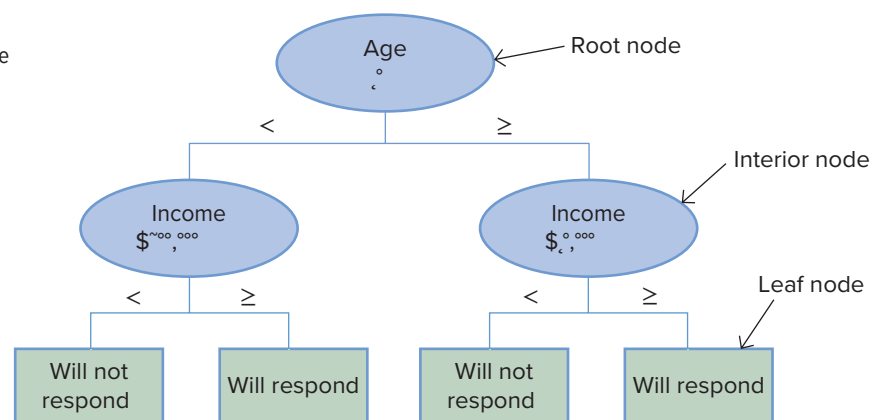 Age
Root node
e
<
≥
Interior node
Income
Income
Leaf node
<
≥
<
≥
Will not
respond
Will respond
Will not
respond
Will respond